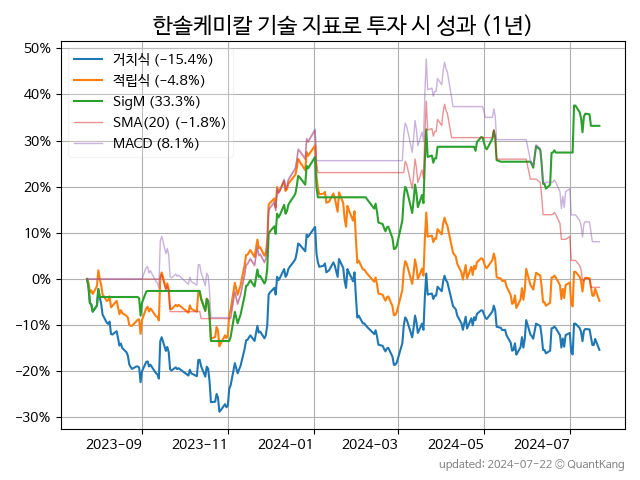 한솔케미칼 기술 지표로 투자 시 성과 (1년)
50%
40%
30%
20%
10%
0%
−10%
−20%
−30%
거치식 (−15.4%)
적립식 (−4.8%)
SigM (33.3%)
SMA(20) (−1.8%)
MACD (8.1%)
2023-09 2023-11 2024-01 2024-03 2024-05 2024-07
updated: 2024-07-22 © QuantKang